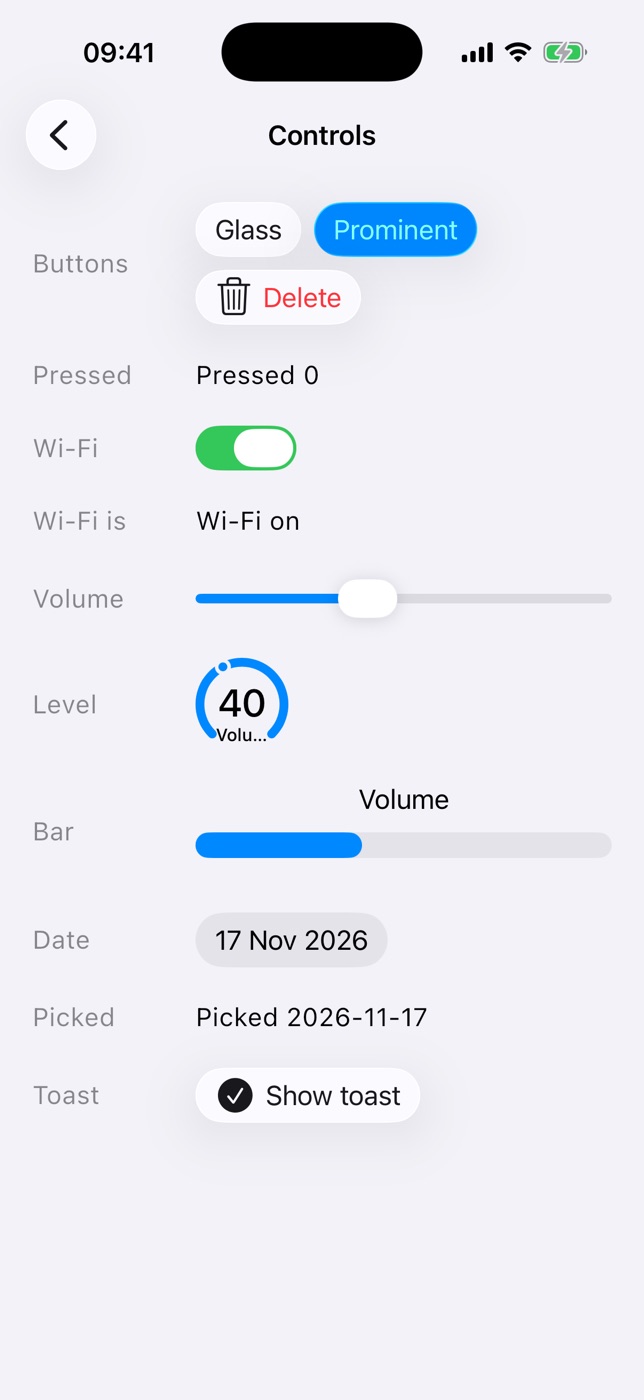 09:41
Controls
Buttons
Glass
Prominent
Delete
Pressed
Pressed 0
Wi-Fi
Wi-Fi is
Wi-Fi on
Volume
Level
40
Volu...
Bar
Volume
Date
17 Nov 2026
Picked
Picked 2026-11-17
Toast
Show toast